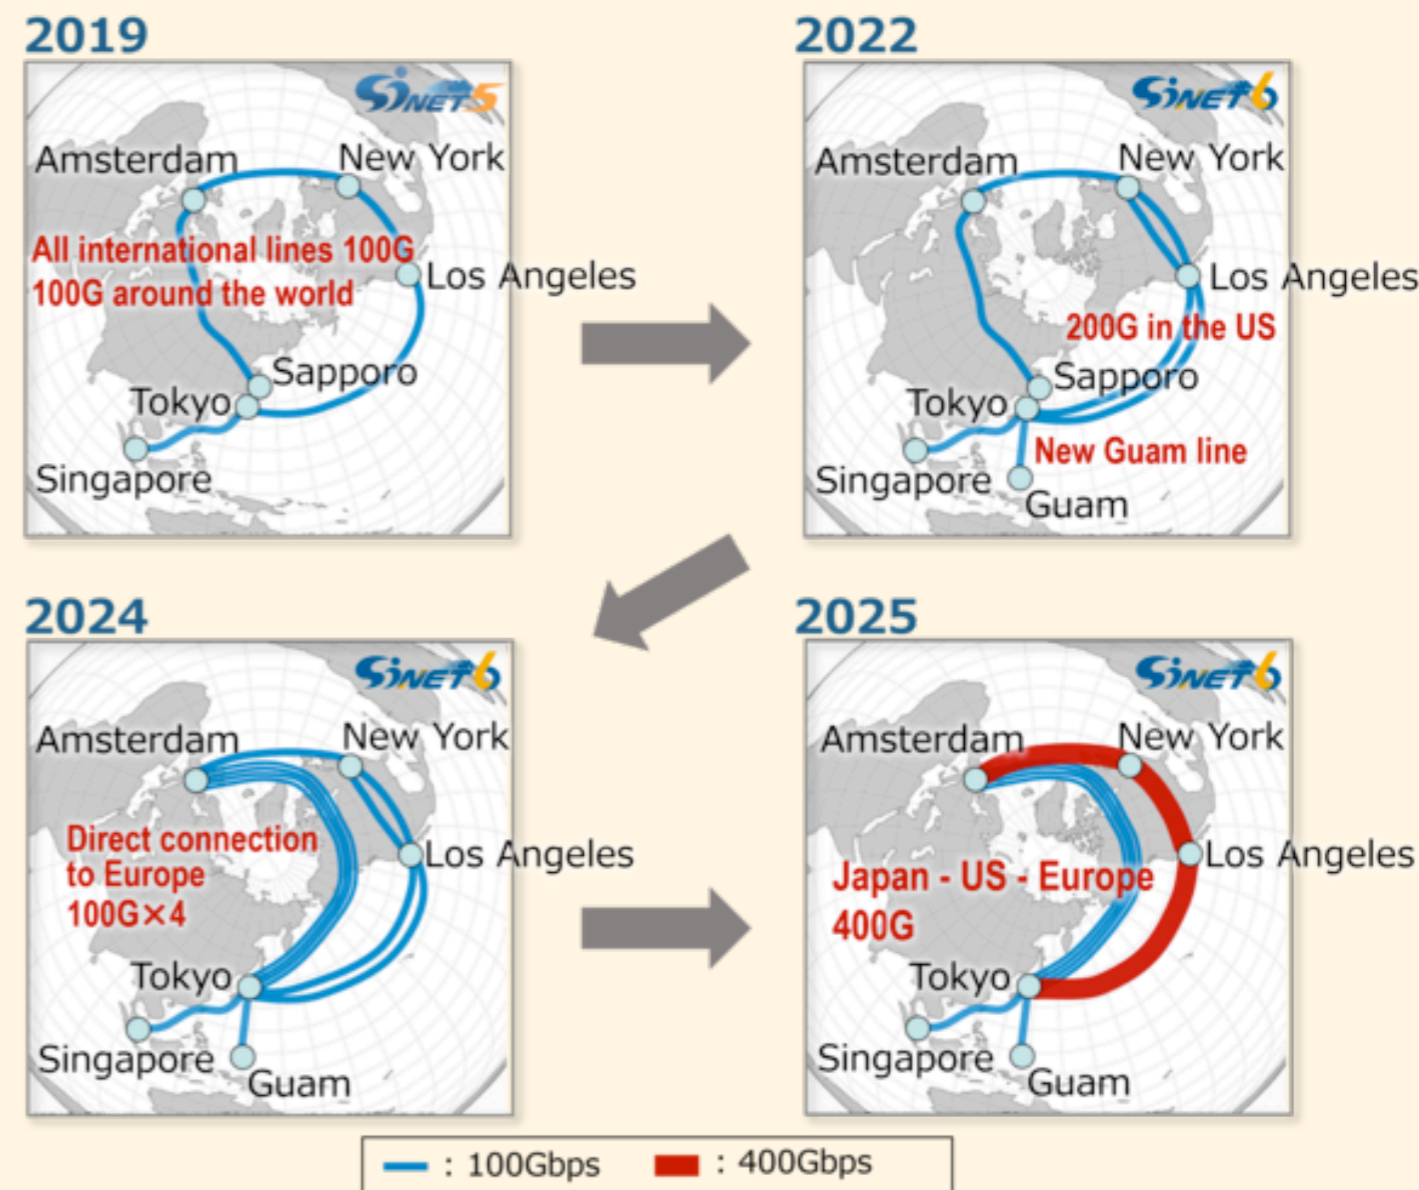 2019
SINET5
Amsterdam
New York
All international lines 100G
100G around the world
Los Angeles
Sapporo
Tokyo
Singapore
2022
SINET6
Amsterdam
New York
Los Angeles
200G in the US
Sapporo
Tokyo
New Guam line
Singapore
Guam
2024
SINET6
Amsterdam
New York
Direct connection
to Europe
100G×4
Los Angeles
Tokyo
Singapore
Guam
2025
SINET6
Amsterdam
New York
Los Angeles
Japan - US - Europe
400G
Tokyo
Singapore
Guam
: 100Gbps : 400Gbps